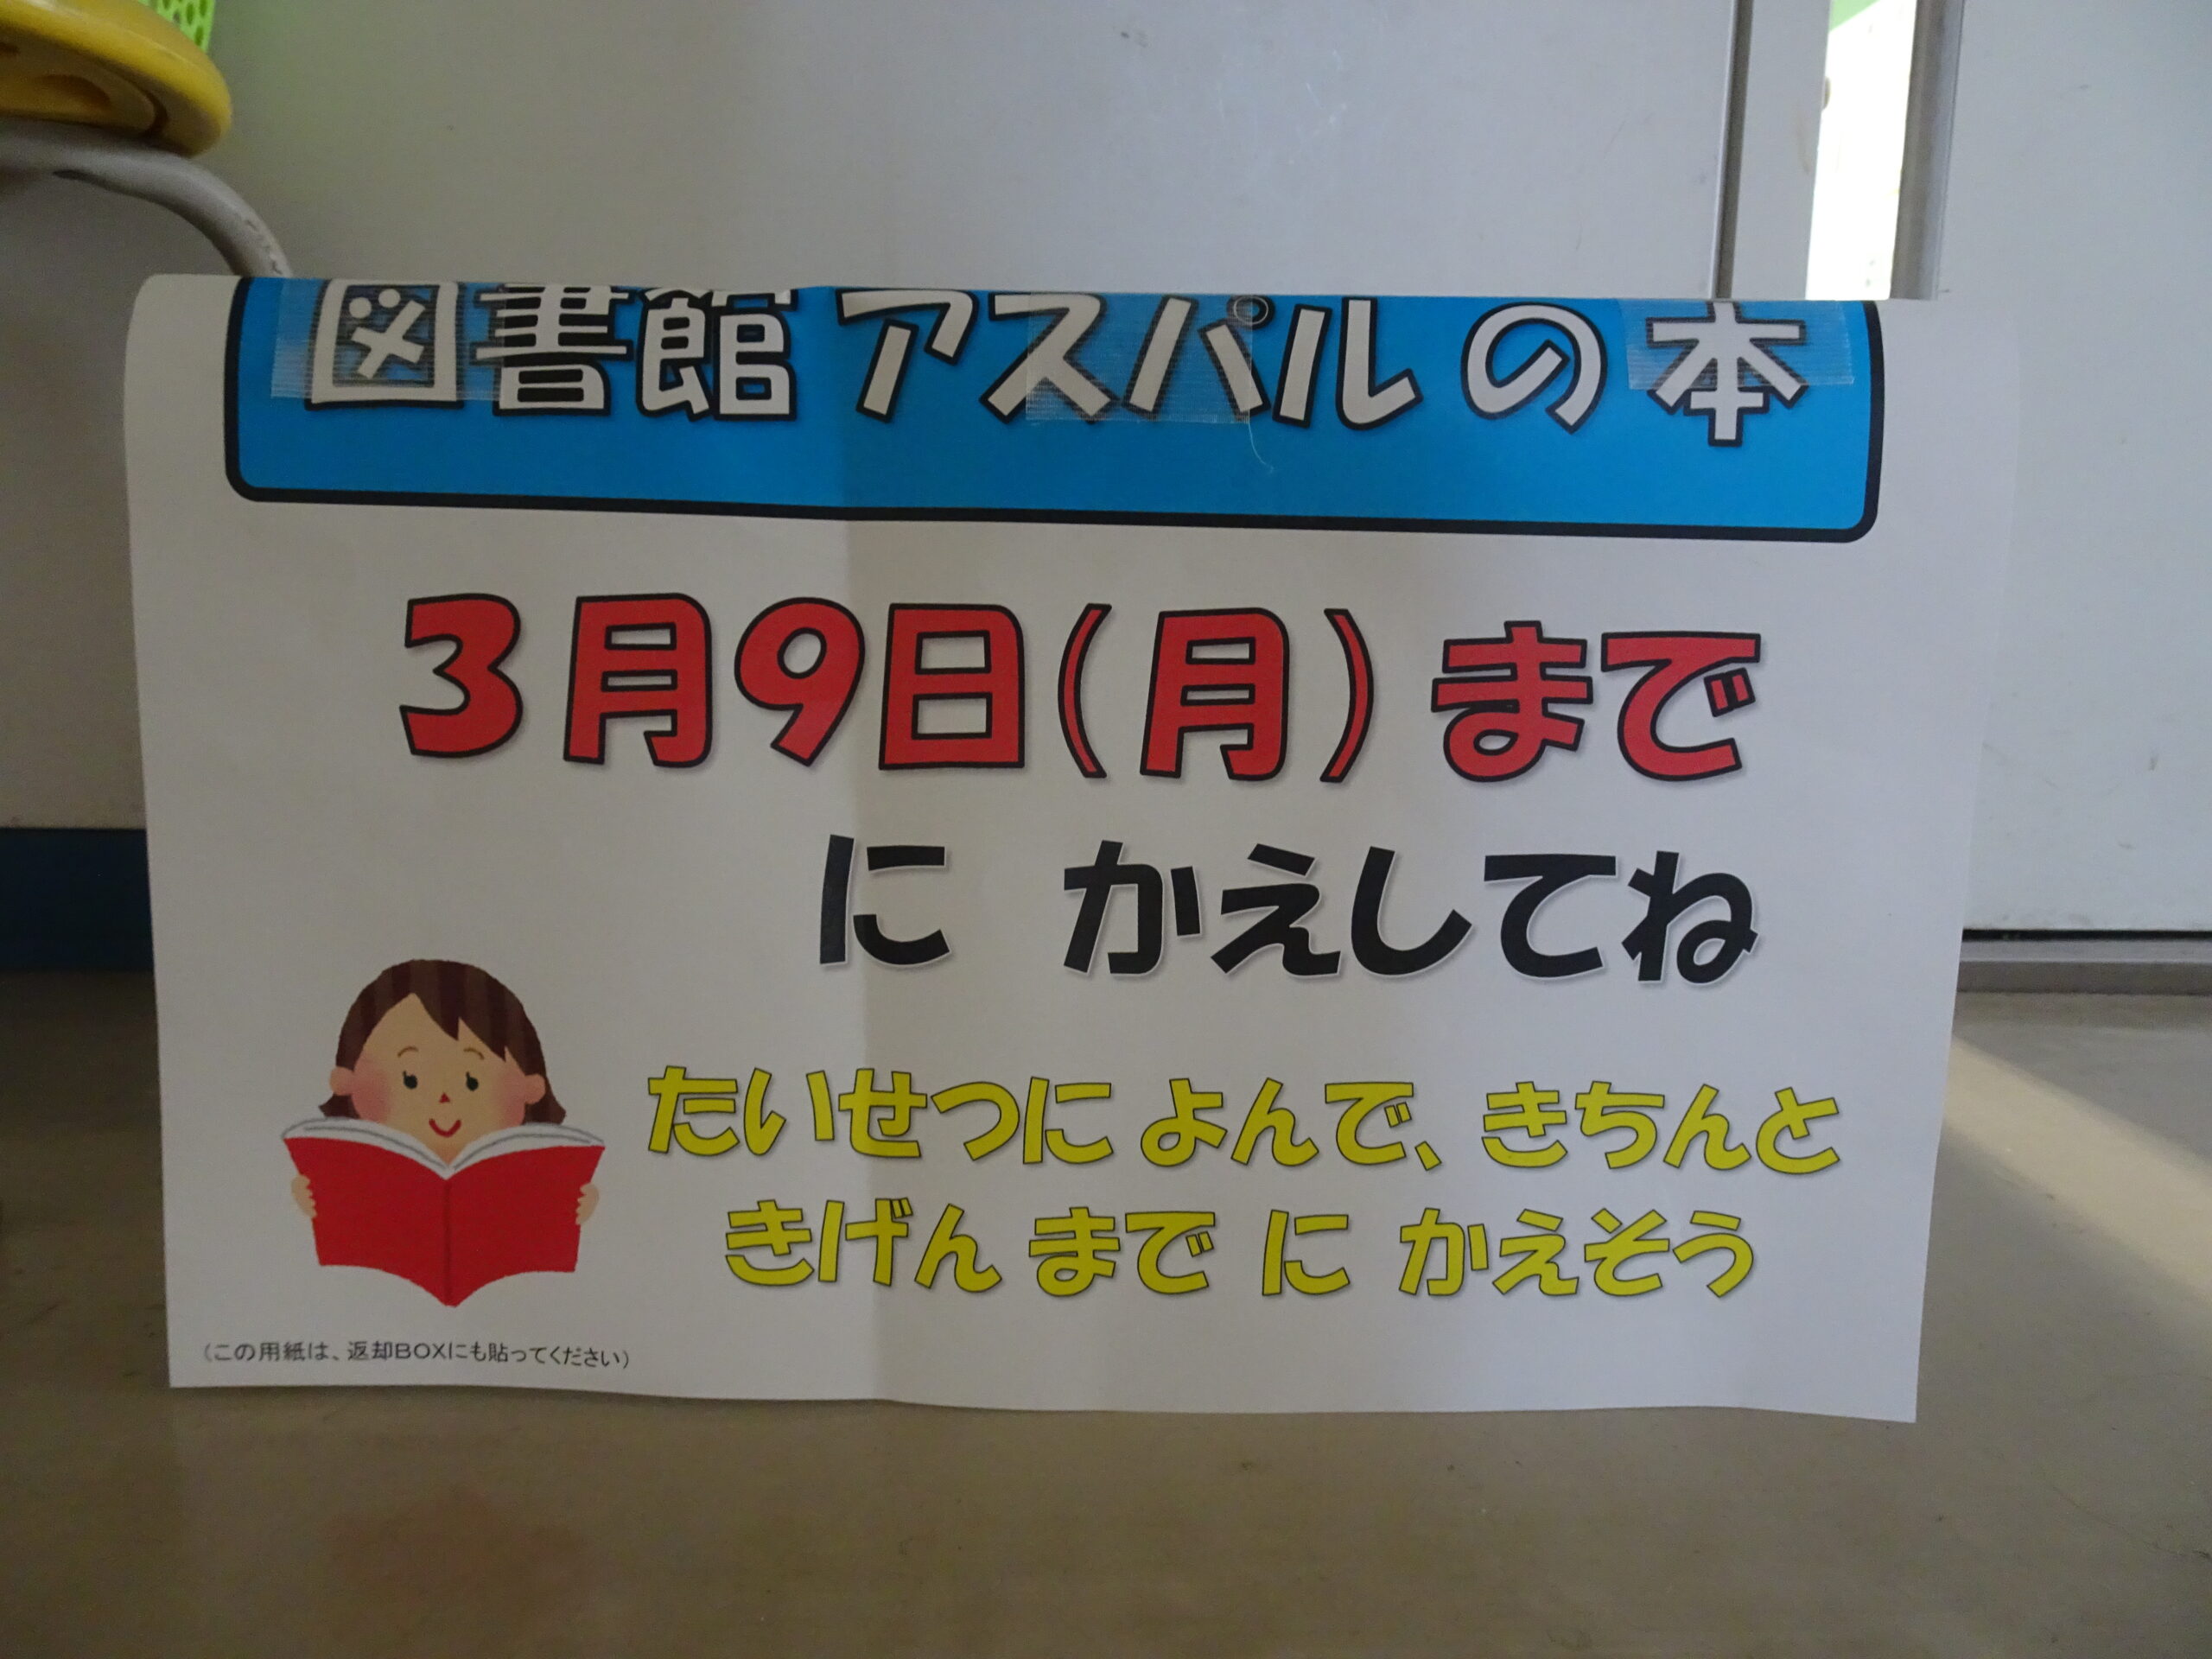 図書館 アスパル の 本
3月9日(月)まで
に かえしてね
たいせつに よんで、きちんと
きげん まで に かえそう
(この用紙は、返却BOXにも貼ってください)